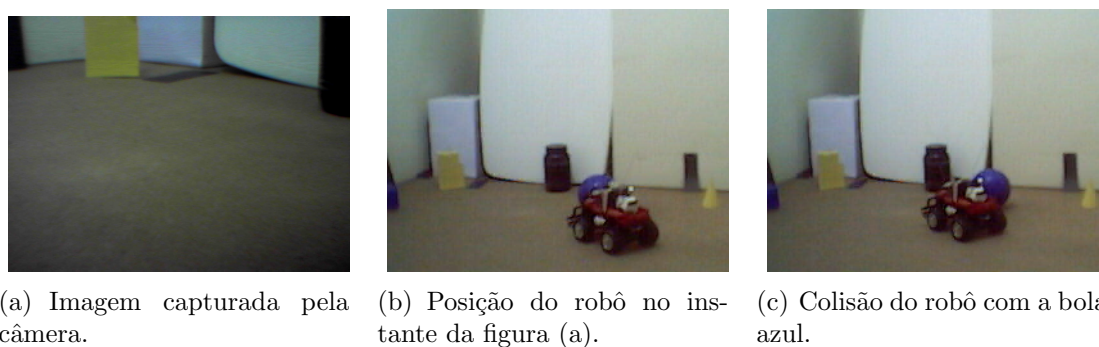 (a) Imagem capturada pela
câmera.
(b) Posição do robô no ins-
tante da figura (a).
(c) Colisão do robô com a bola
azul.